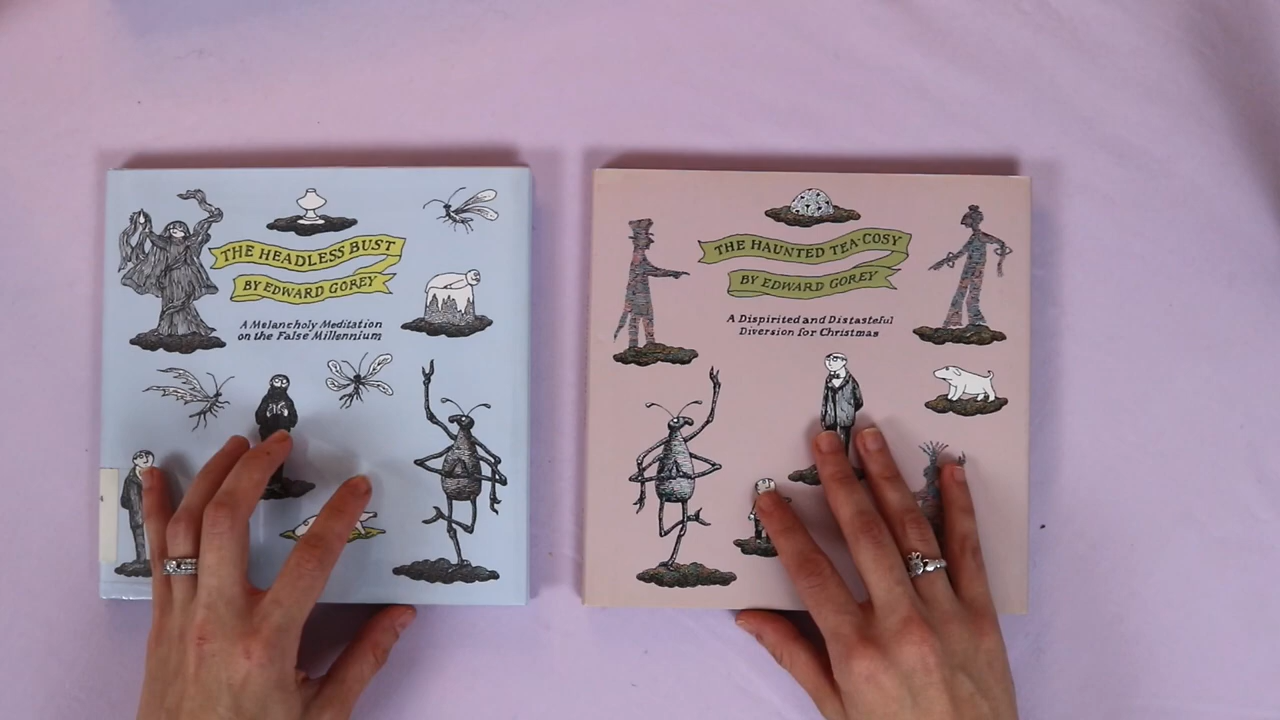 THE HEADLESS BUST
BY EDWARD GOREY
A Melancholy Meditation
on the False Millennium
THE HAUNTED TEA-COSY
BY EDWARD GOREY
A Dispirited and Distasteful
Diversion for Christmas